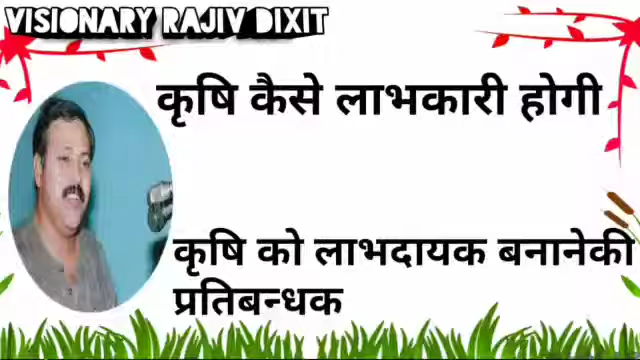 VISIONARY RAJIV DIXIT
कृषि कैसे लाभकारी होगी
कृषि को लाभदायक बनानेकी
प्रतिबन्धक